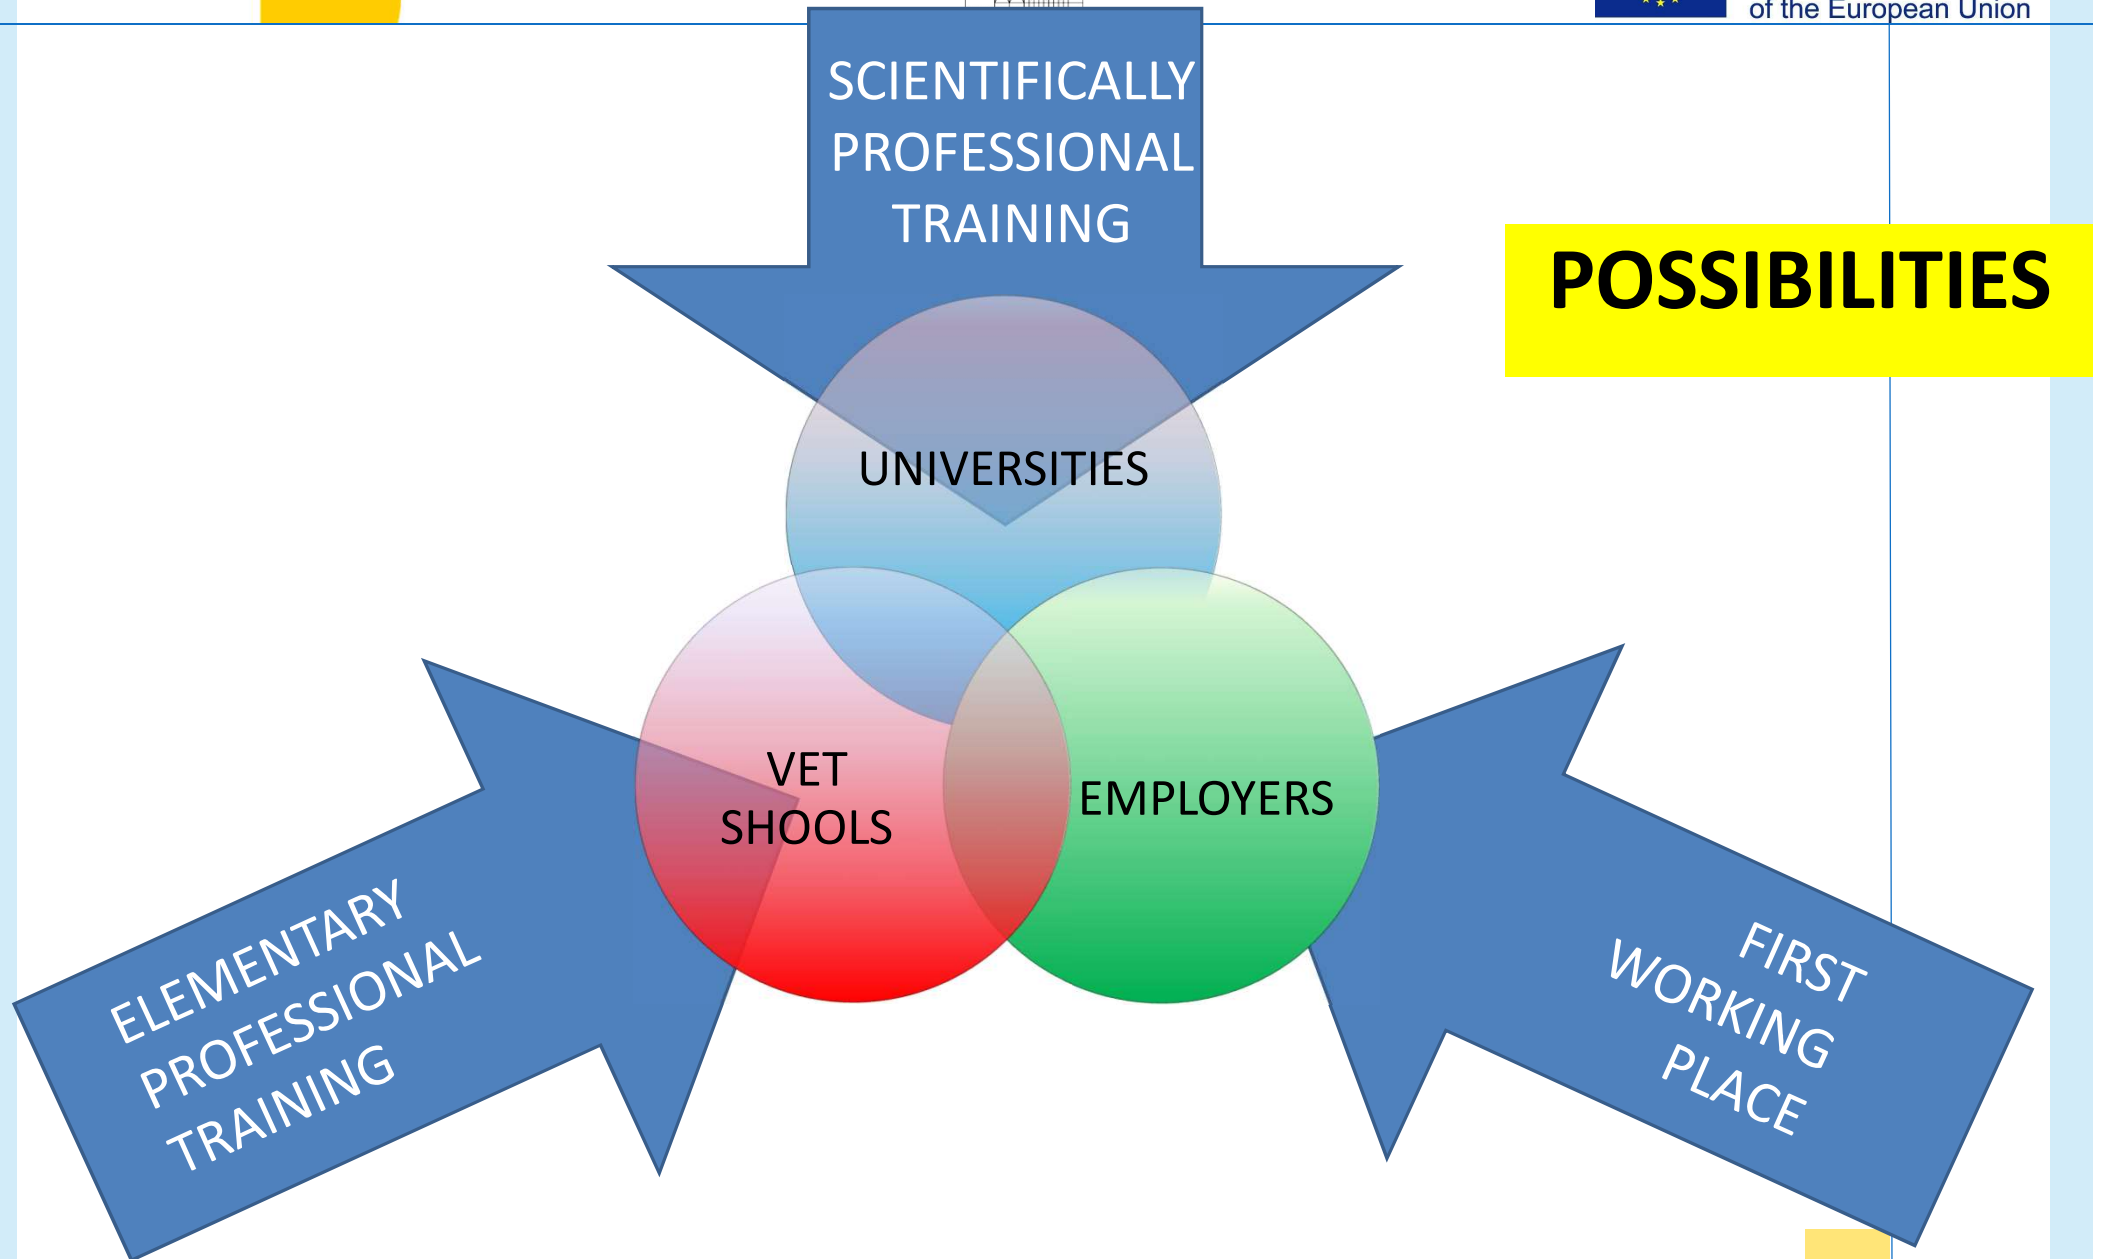 of the European Union
SCIENTIFICALLY
PROFESSIONAL
TRAINING
POSSIBILITIES
UNIVERSITIES
VET
SHOOLS
EMPLOYERS
ELEMENTARY
PROFESSIONAL
TRAINING
FIRST
WORKING
PLACE